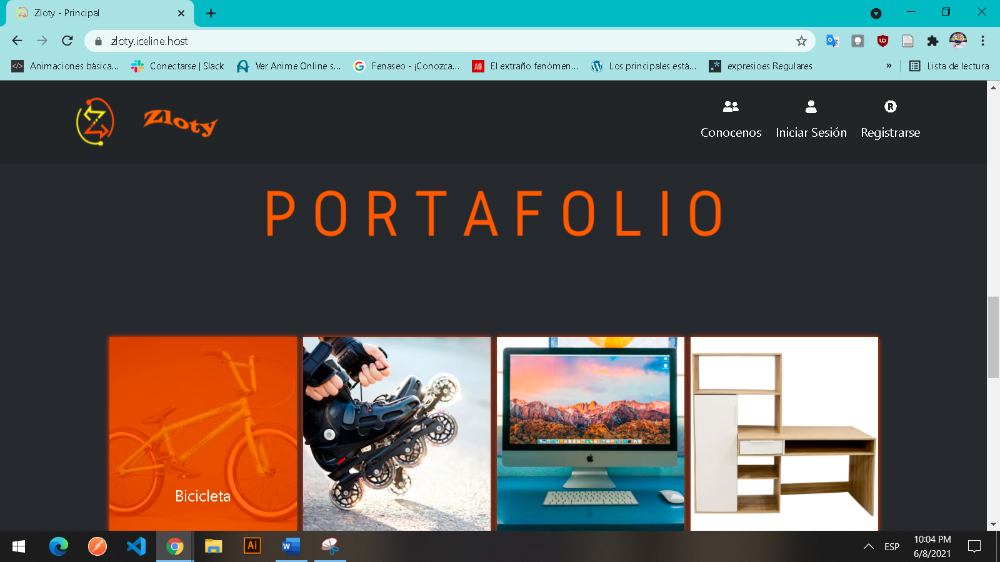 Zloty - Principal
zloty.iceline.host
Animaciones básica...
Conectarse | Slack
Ver Anime Online s...
Fenaseo - ¡Conozca...
El extraño fenómen...
Los principales está...
expresioes Regulares
»
Lista de lectura
Zloty
Conocenos
Iniciar Sesión
Registrarse
PORTAFOLIO
Bicicleta
ESP
10:04 PM
6/8/2021